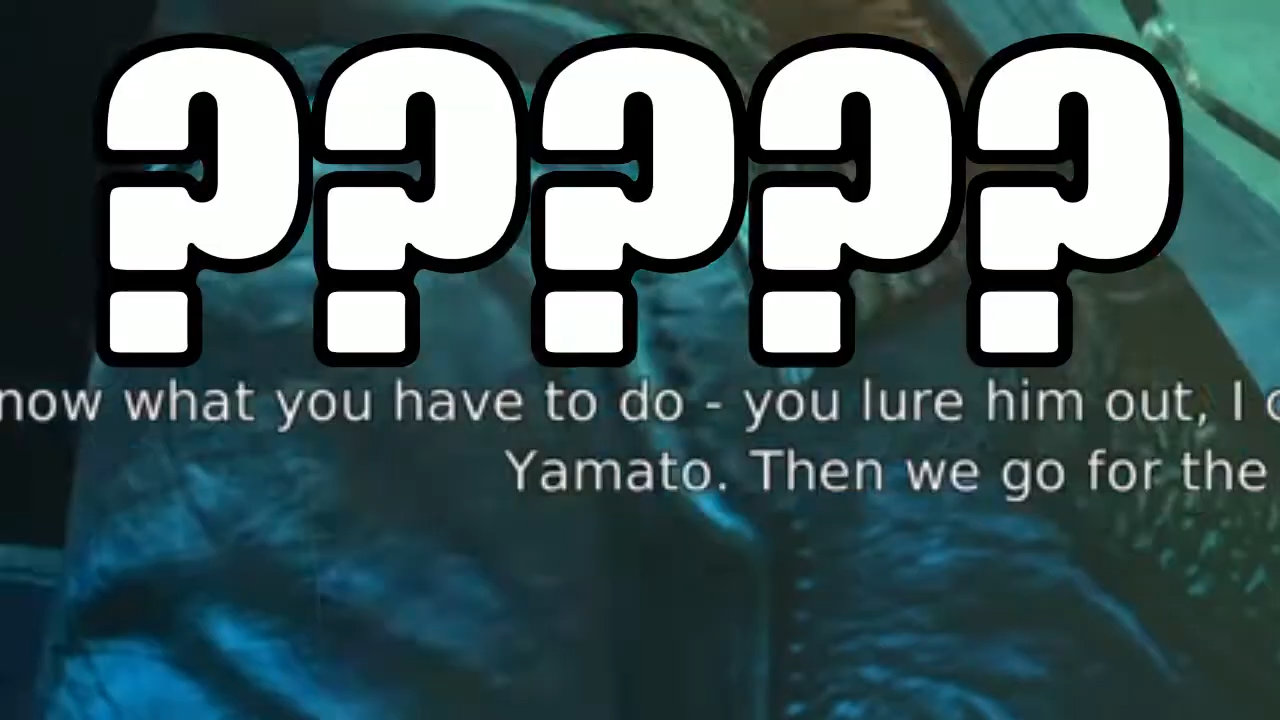 ?????
now what you have to do - you lure him out, I
Yamato. Then we go for the